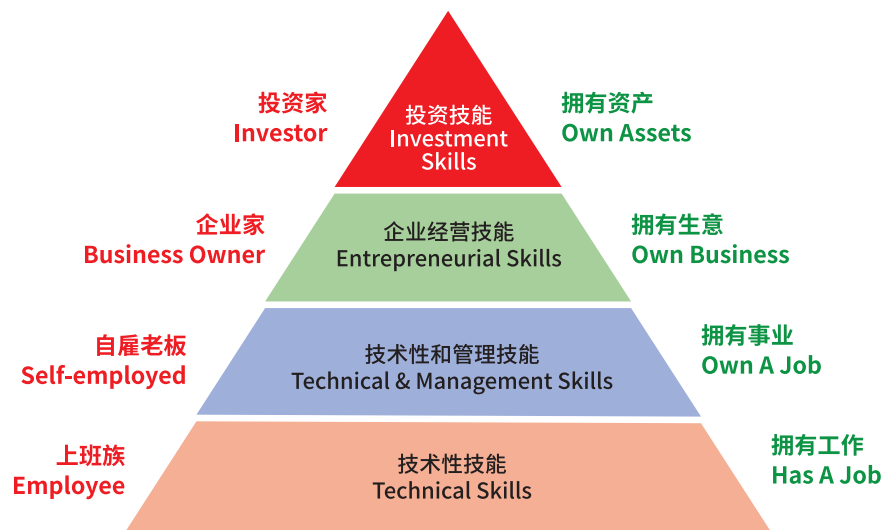 投资家
Investor
投资技能
Investment
Skills
拥有资产
Own Assets
企业家
Business Owner
企业经营技能
Entrepreneurial Skills
拥有生意
Own Business
自雇老板
Self-employed
技术性和管理技能
Technical & Management Skills
拥有事业
Own A Job
上班族
Employee
技术性技能
Technical Skills
拥有工作
Has A Job